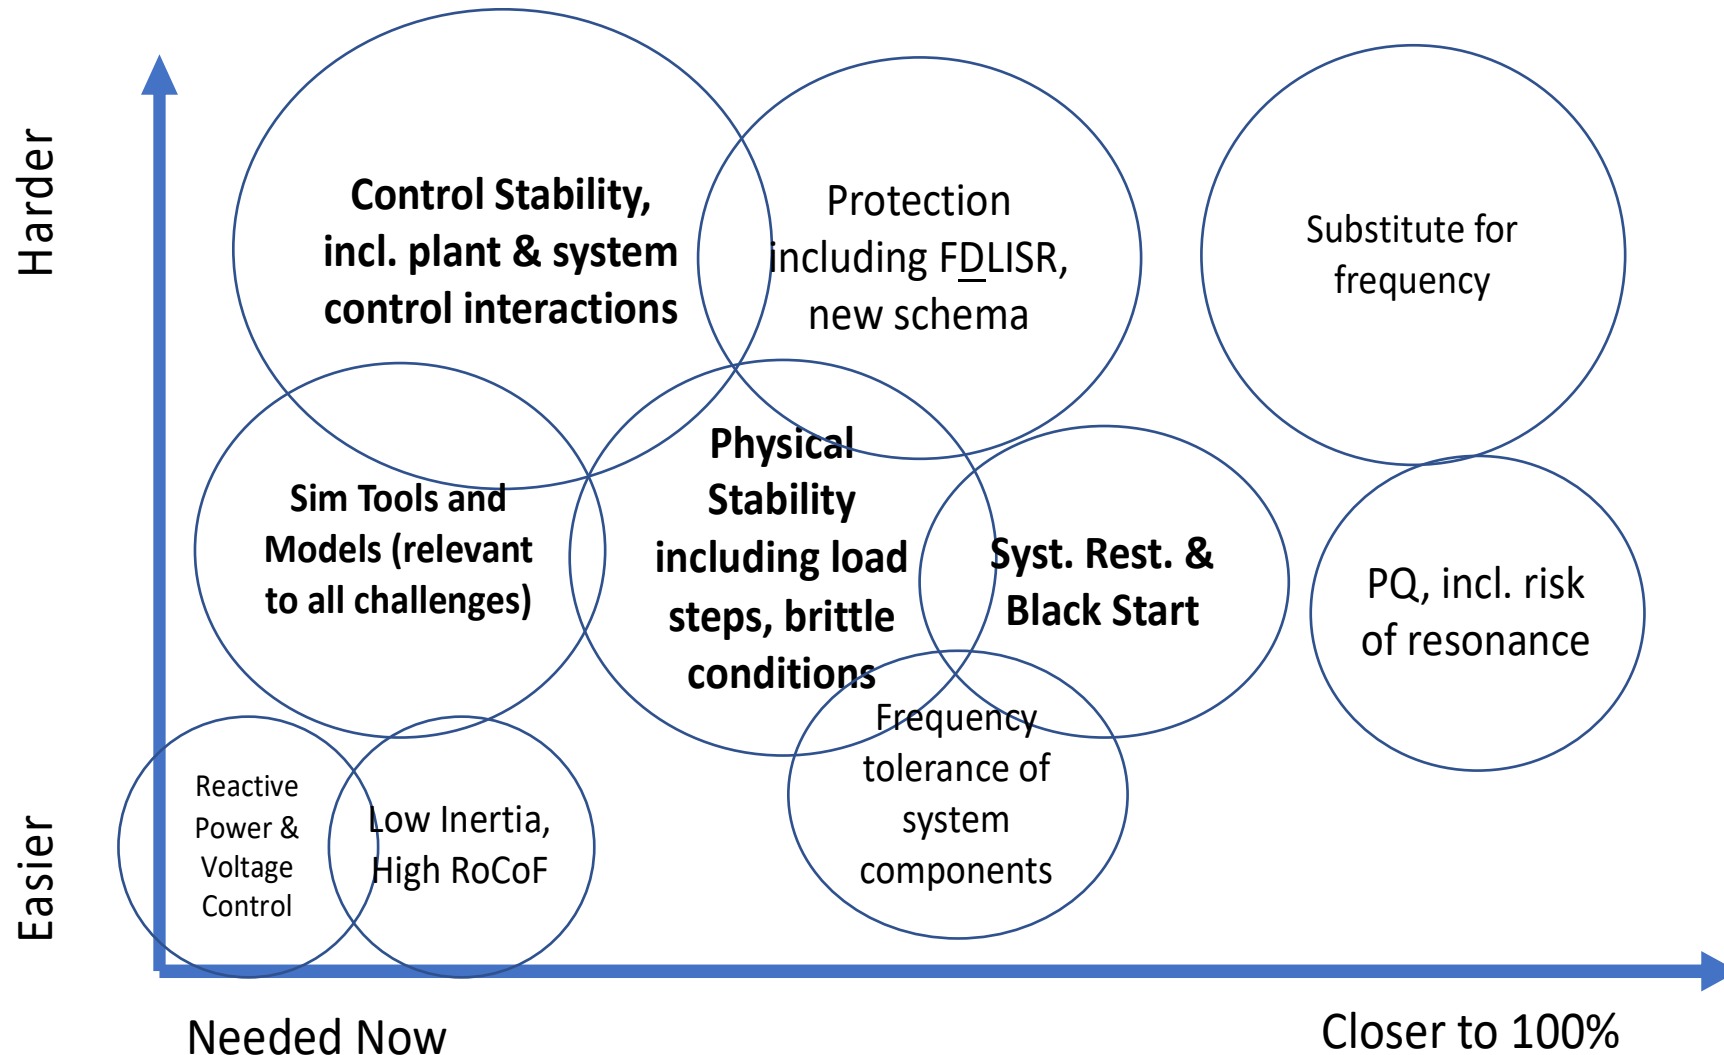 Harder
Control Stability,
incl. plant & system
control interactions
Protection
including FDLISR,
new schema
Substitute for
frequency
Sim Tools and
Models (relevant
to all challenges)
Physical
Stability
including load
steps, brittle
conditions
Syst. Rest. &
Black Start
PQ, incl. risk
of resonance
Easier
Reactive
Power &
Voltage
Control
Low Inertia,
High RoCoF
Frequency
tolerance of
system
components
Needed Now
Closer to 100%